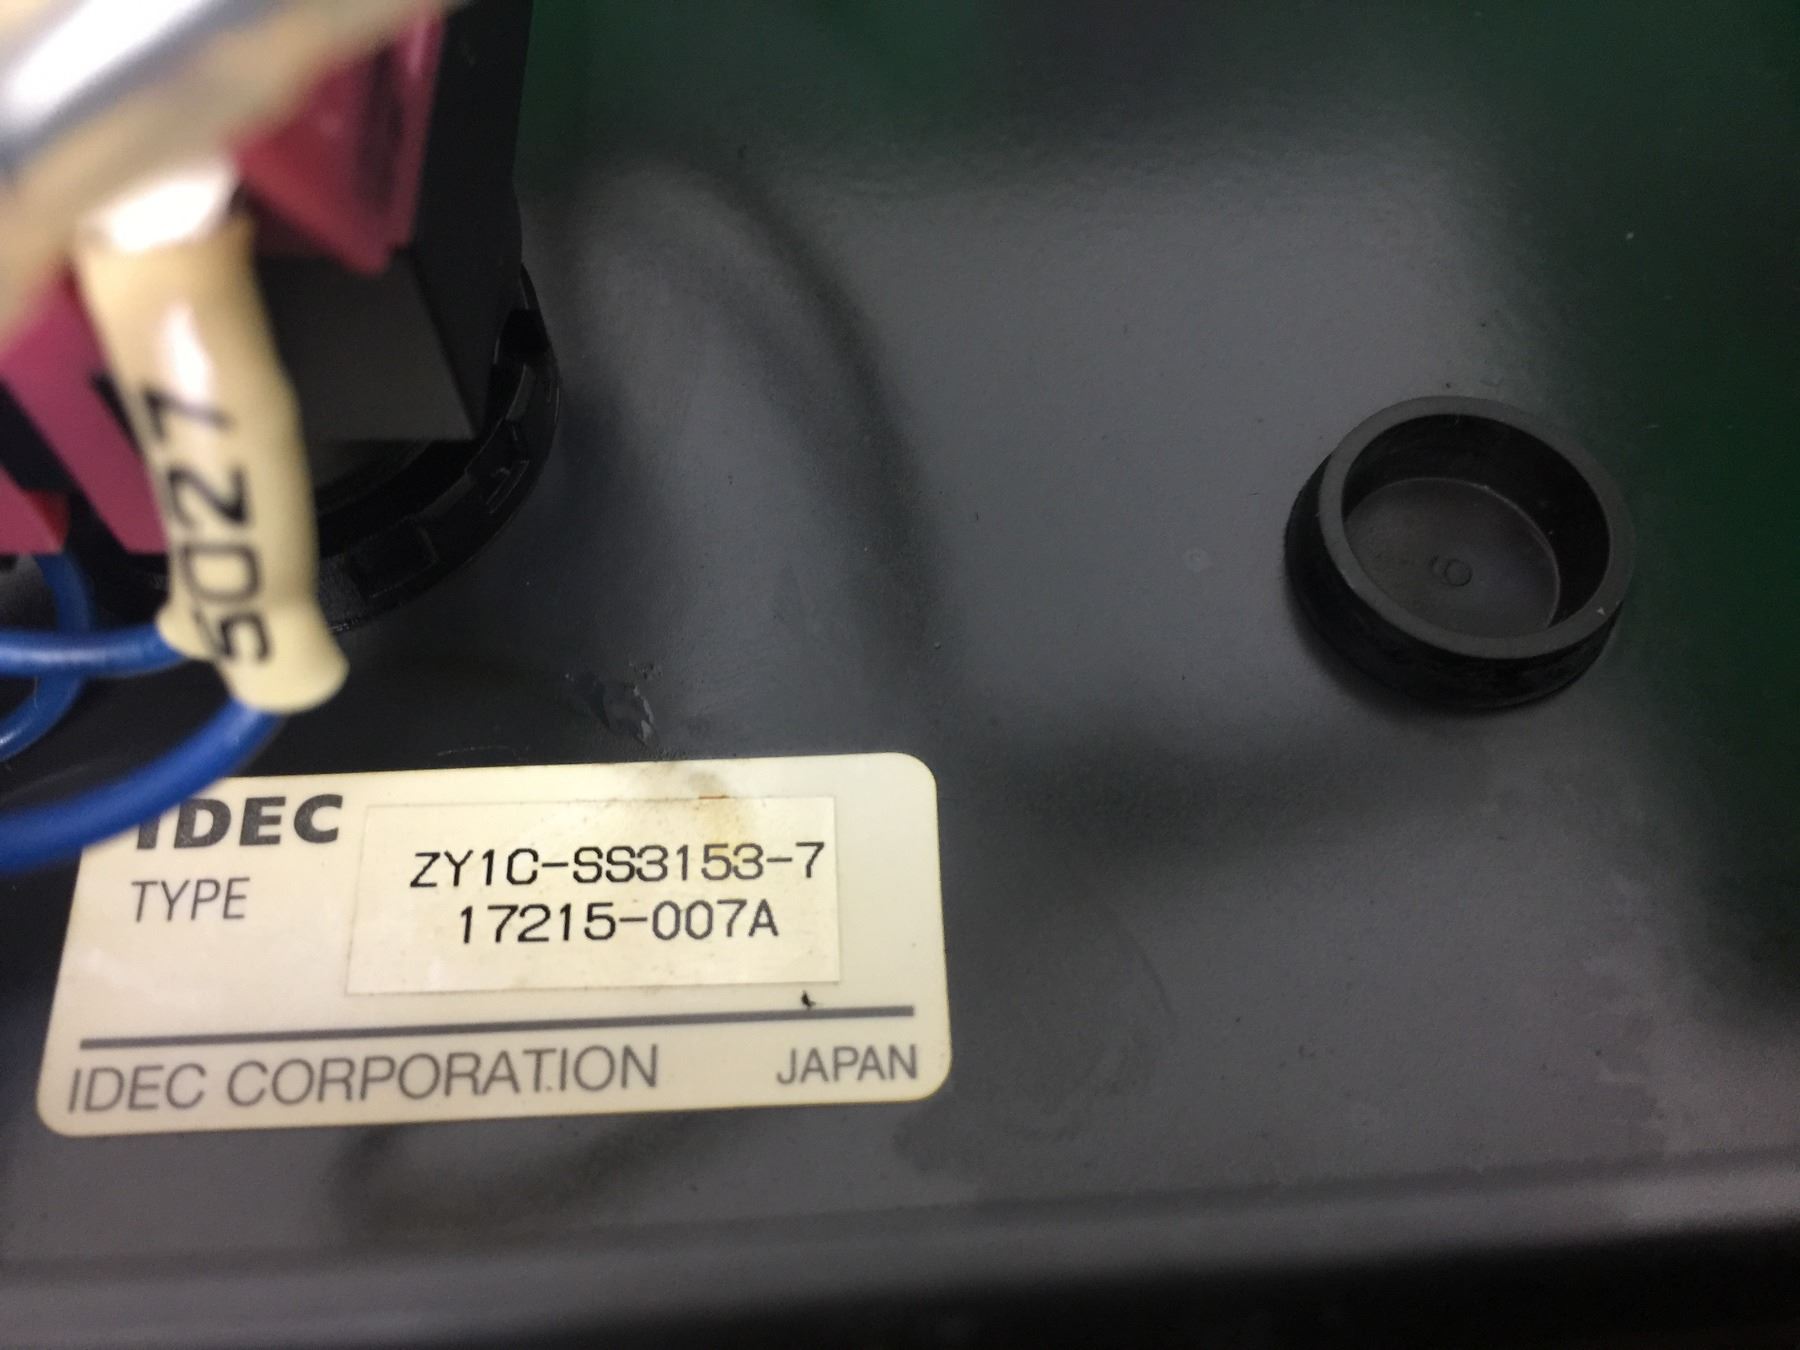 5027
IDEC
TYPE
ZY1C-SS3153-7
17215-007A
IDEC CORPORATION JAPAN